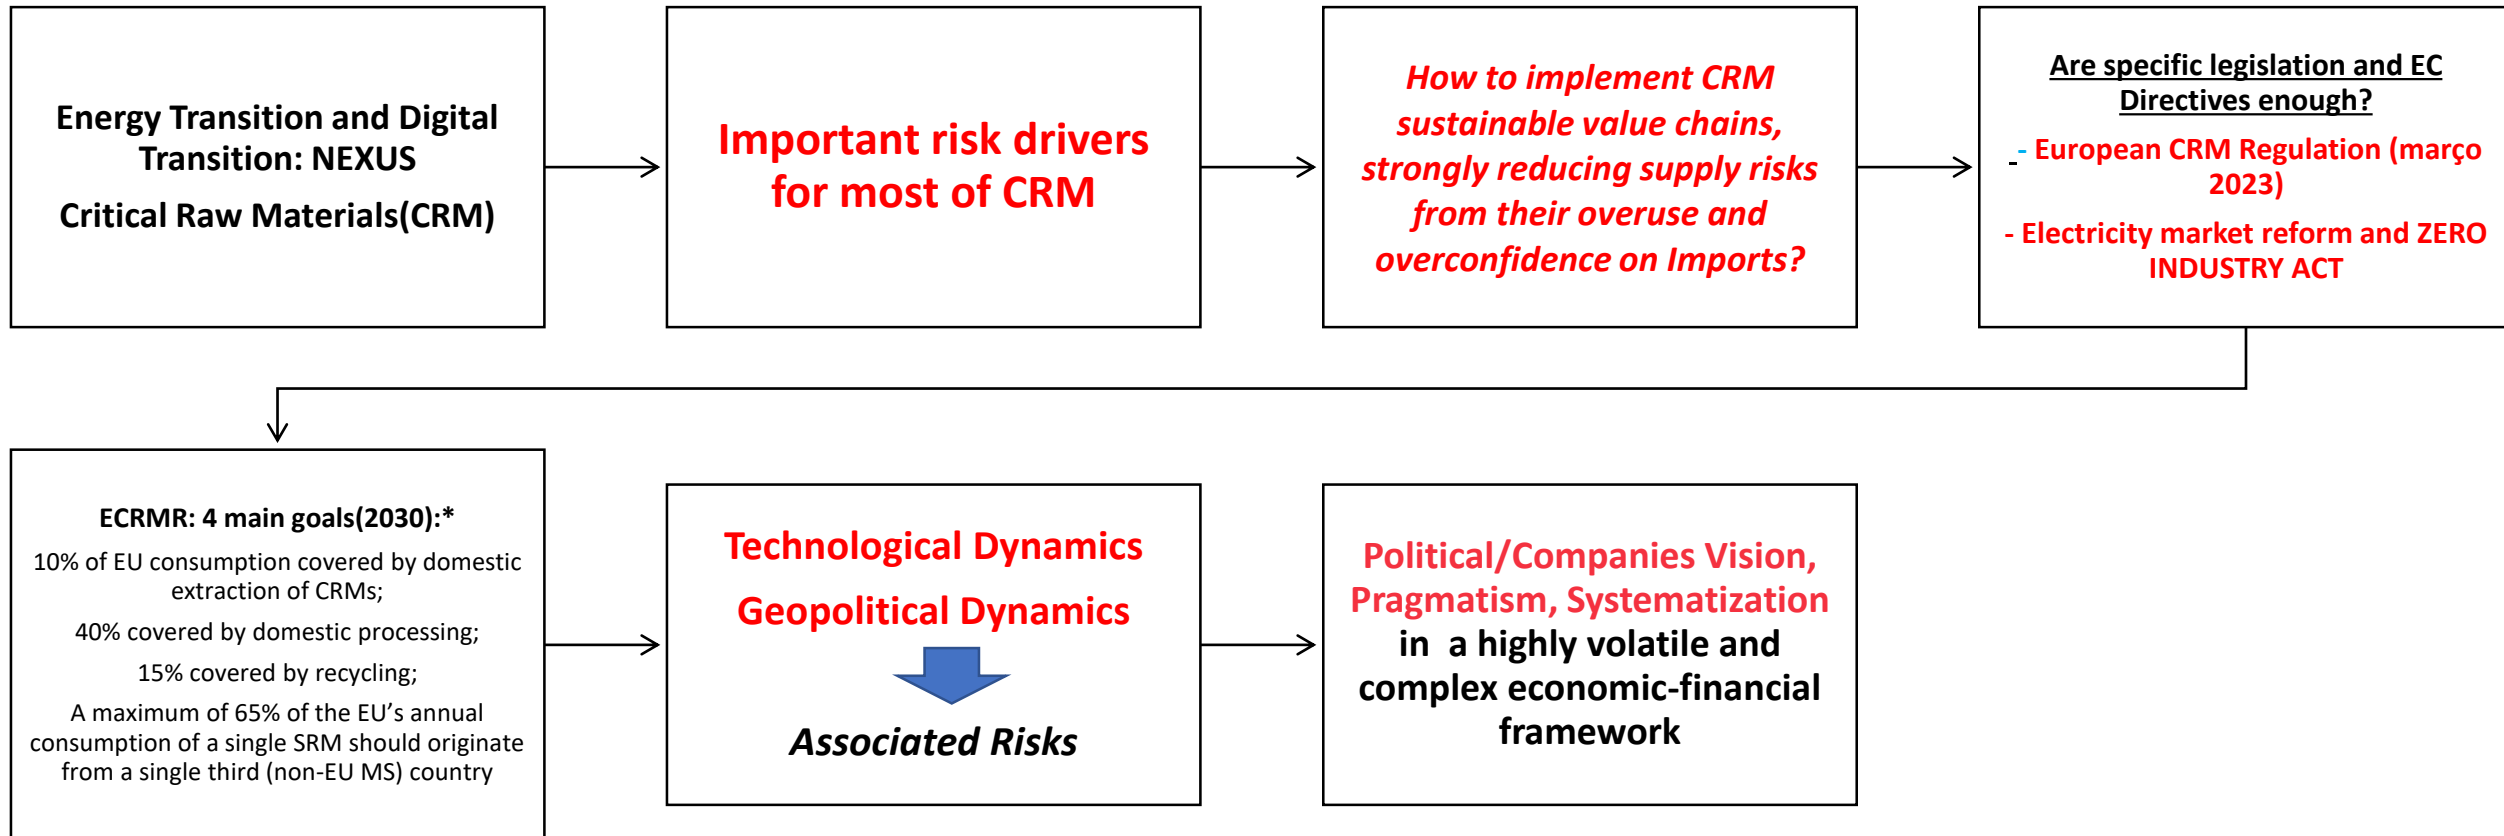 Energy Transition and Digital
Transition: NEXUS
Critical Raw Materials(CRM)
Important risk drivers
for most of CRM
How to implement CRM
sustainable value chains,
strongly reducing supply risks
from their overuse and
overconfidence on Imports?
Are specific legislation and EC
Directives enough?
- European CRM Regulation (março
2023)
- Electricity market reform and ZERO
INDUSTRY ACT
ECRMR: 4 main goals(2030):*
10% of EU consumption covered by domestic
extraction of CRMs;
40% covered by domestic processing;
15% covered by recycling;
A maximum of 65% of the EU’s annual
consumption of a single SRM should originate
from a single third (non-EU MS) country
Technological Dynamics
Geopolitical Dynamics
Associated Risks
Political/Companies Vision,
Pragmatism, Systematization
in a highly volatile and
complex economic-financial
framework